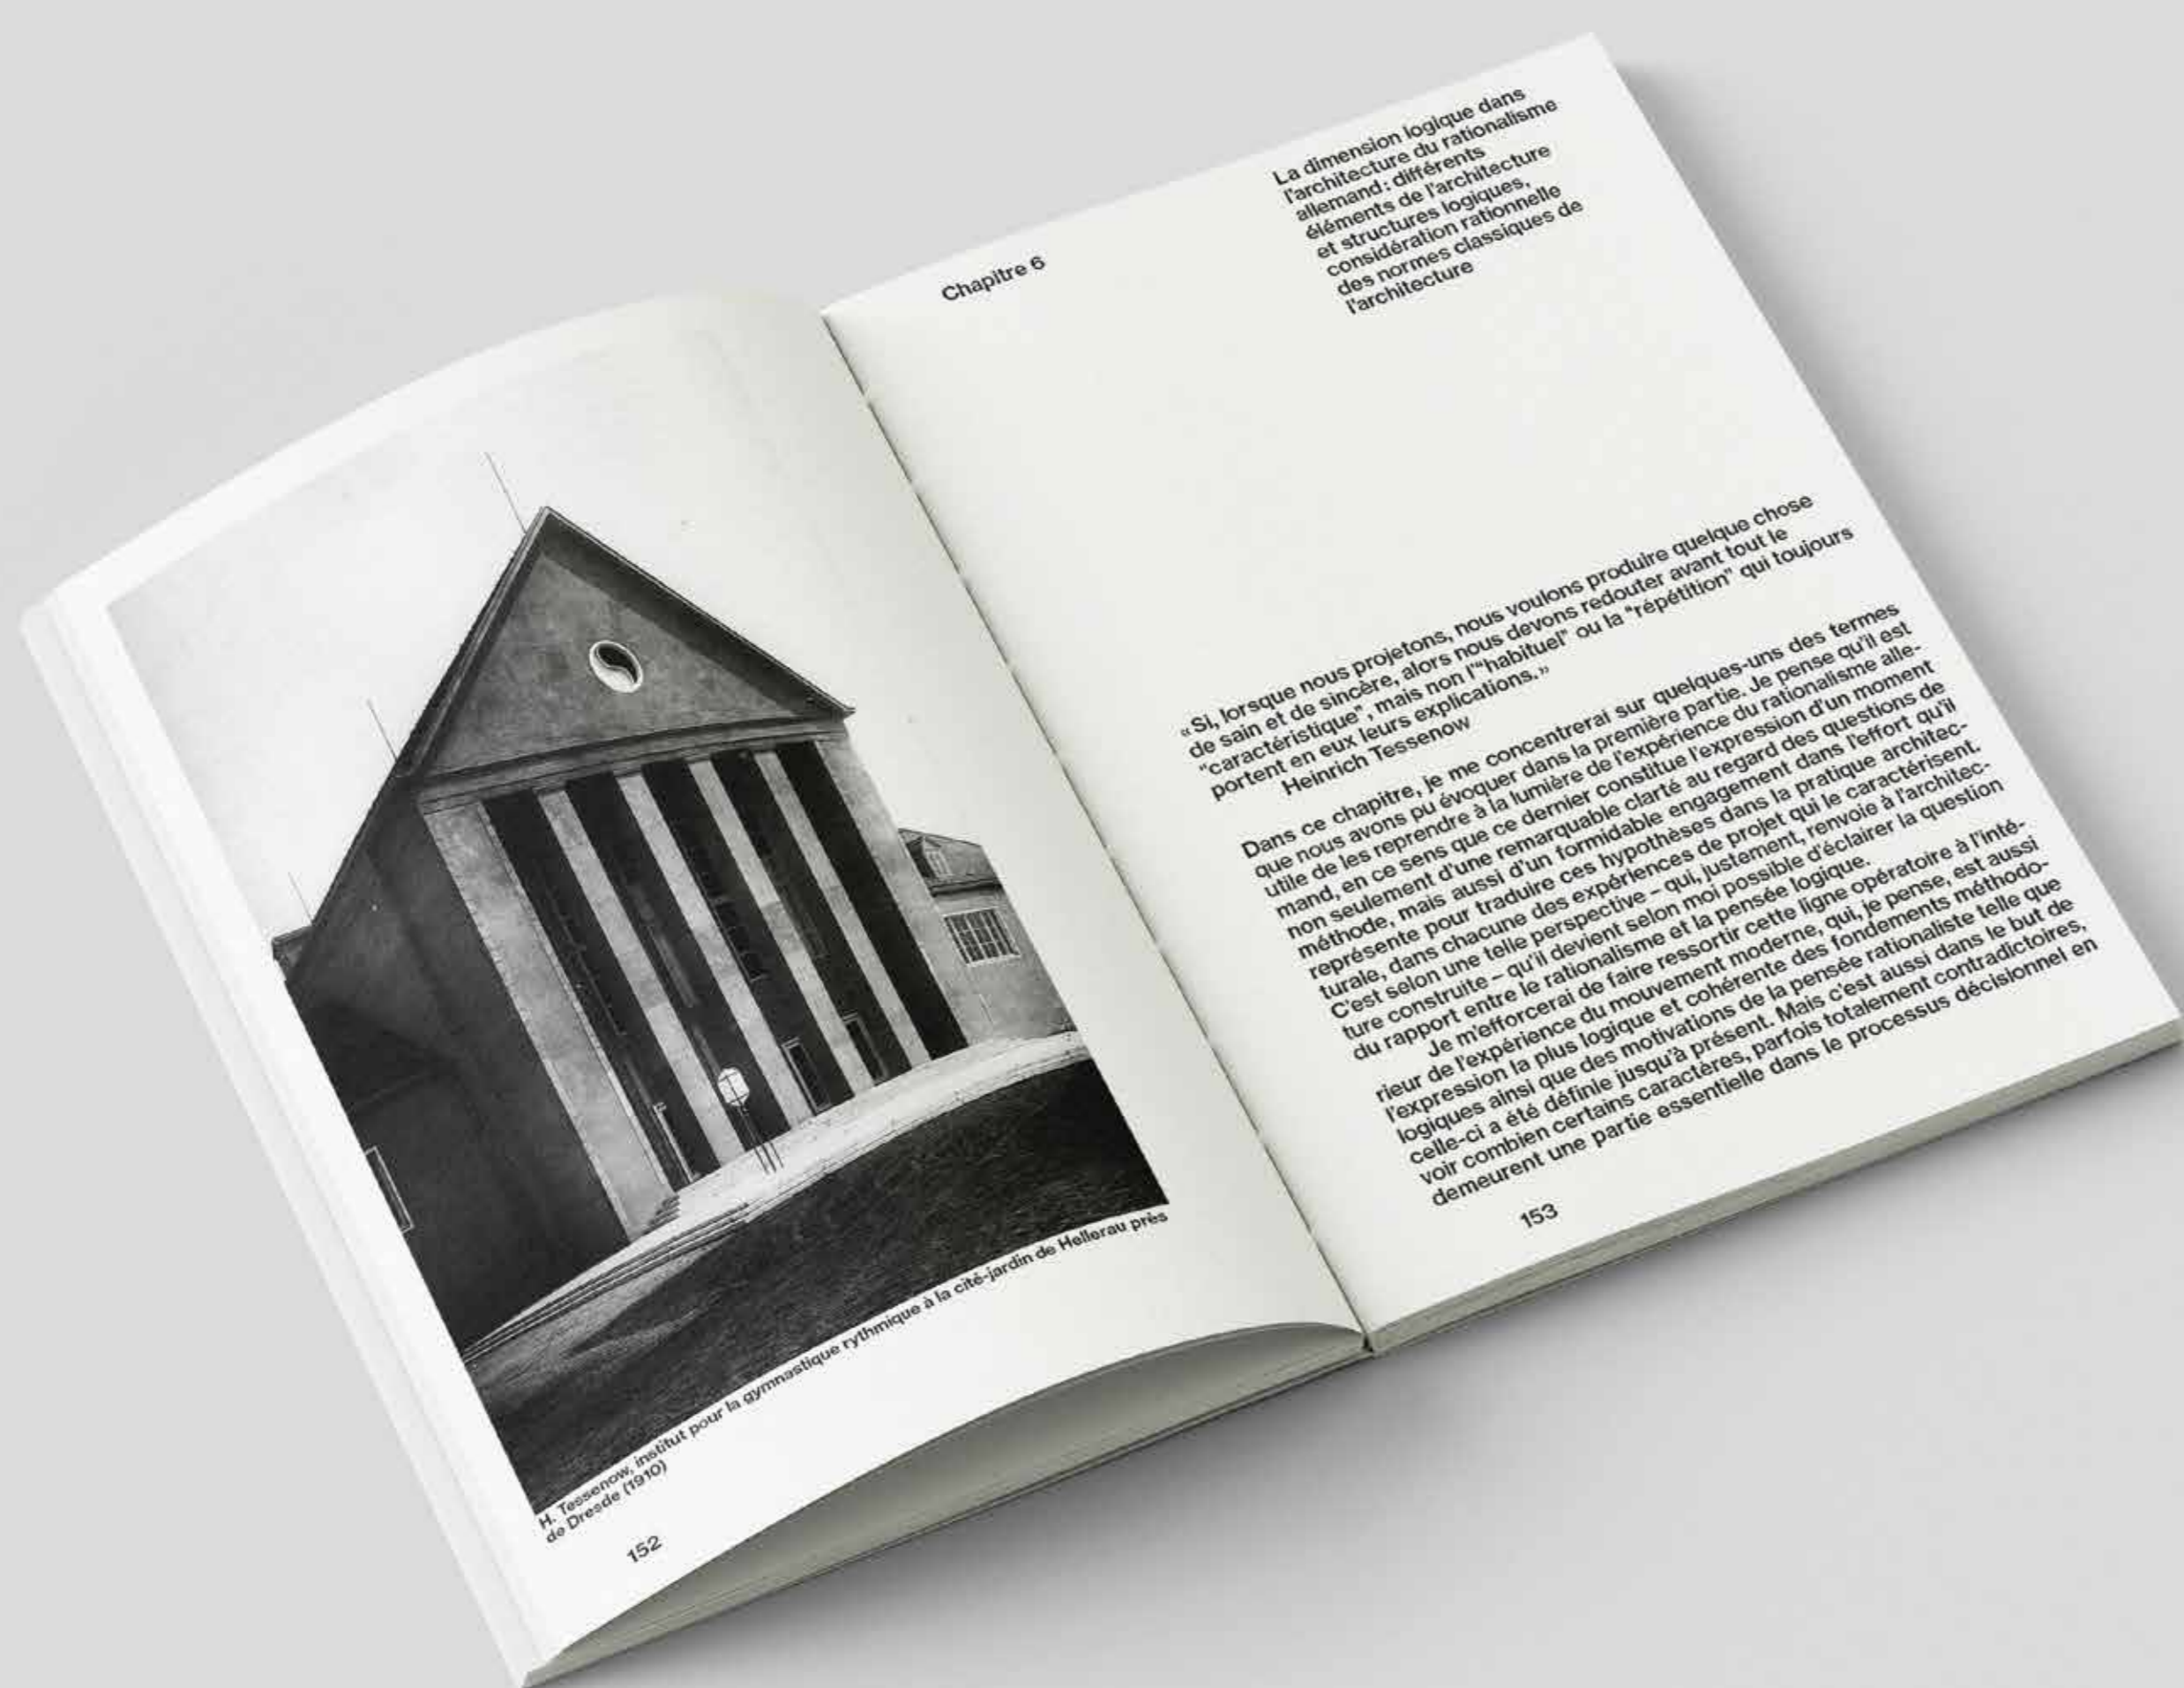 H. Tessenow, institut pour la gymnastique rythmique à la cité-jardin de Hellerau près
de Dresde (1910)
152
Chapitre 6
La dimension logique dans
l'architecture du rationalisme
allemand : différents
éléments de l'architecture
et structures logiques,
considération rationnelle
des normes classiques de
l'architecture
« Si, lorsque nous projetons, nous voulons produire quelque chose
de sain et de sincère, alors nous devons redouter avant tout le
"caractéristique", mais non l'"habituel" ou la "répétition" qui toujours
portent en eux leurs explications. »
Heinrich Tessenow
Dans ce chapitre, je me concentrerai sur quelques-uns des termes
que nous avons pu évoquer dans la première partie. Je pense qu'il est
utile de les reprendre à la lumière de l'expérience du rationalisme alle-
mand, en ce sens que ce dernier constitue l'expression d'un moment
non seulement d'une remarquable clarté au regard des questions de
méthode, mais aussi d'un formidable engagement dans l'effort qu'il
représente pour traduire ces hypothèses dans la pratique architec-
turale, dans chacune des expériences de projet qui le caractérisent.
C'est selon une telle perspective – qui, justement, renvoie à l'architec-
ture construite – qu'il devient selon moi possible d'éclairer la question
du rapport entre le rationalisme et la pensée logique.
Je m'efforcerai de faire ressortir cette ligne opératoire à l'inté-
rieur de l'expérience du mouvement moderne, qui, je pense, est aussi
l'expression la plus logique et cohérente des fondements méthodo-
logiques ainsi que des motivations de la pensée rationaliste telle que
celle-ci a été définie jusqu'à présent. Mais c'est aussi dans le but de
voir combien certains caractères, parfois totalement contradictoires,
demeurent une partie essentielle dans le processus décisionnel en
153